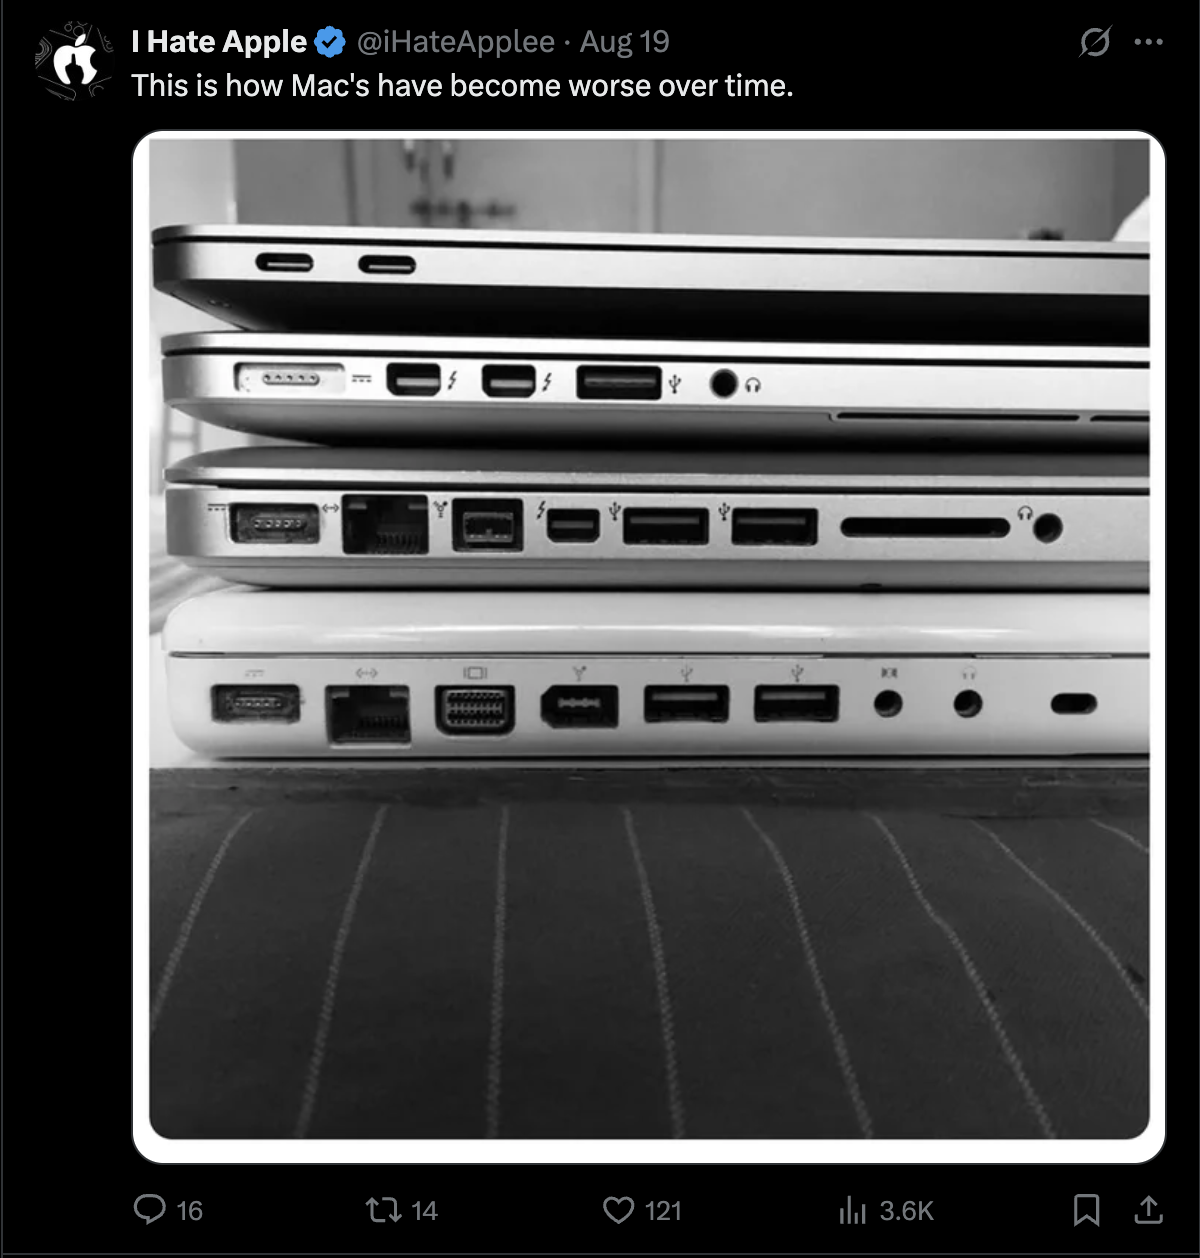 I Hate Apple @iHateApplee · Aug 19
This is how Mac's have become worse over time.
16 14 121 3.6K